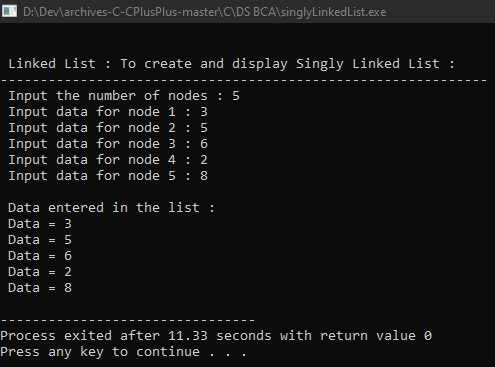 D:\Dev\archives-C-CPlusPlus-master\C\DS BCA\singlyLinkedList.exe
Linked List : To create and display Singly Linked List :
-------------------------------------------------------------
Input the number of nodes : 5
Input data for node 1 : 3
Input data for node 2 : 5
Input data for node 3 : 6
Input data for node 4 : 2
Input data for node 5 : 8
Data entered in the list :
Data = 3
Data = 5
Data = 6
Data = 2
Data = 8
--------------------------------
Process exited after 11.33 seconds with return value 0
Press any key to continue . . .